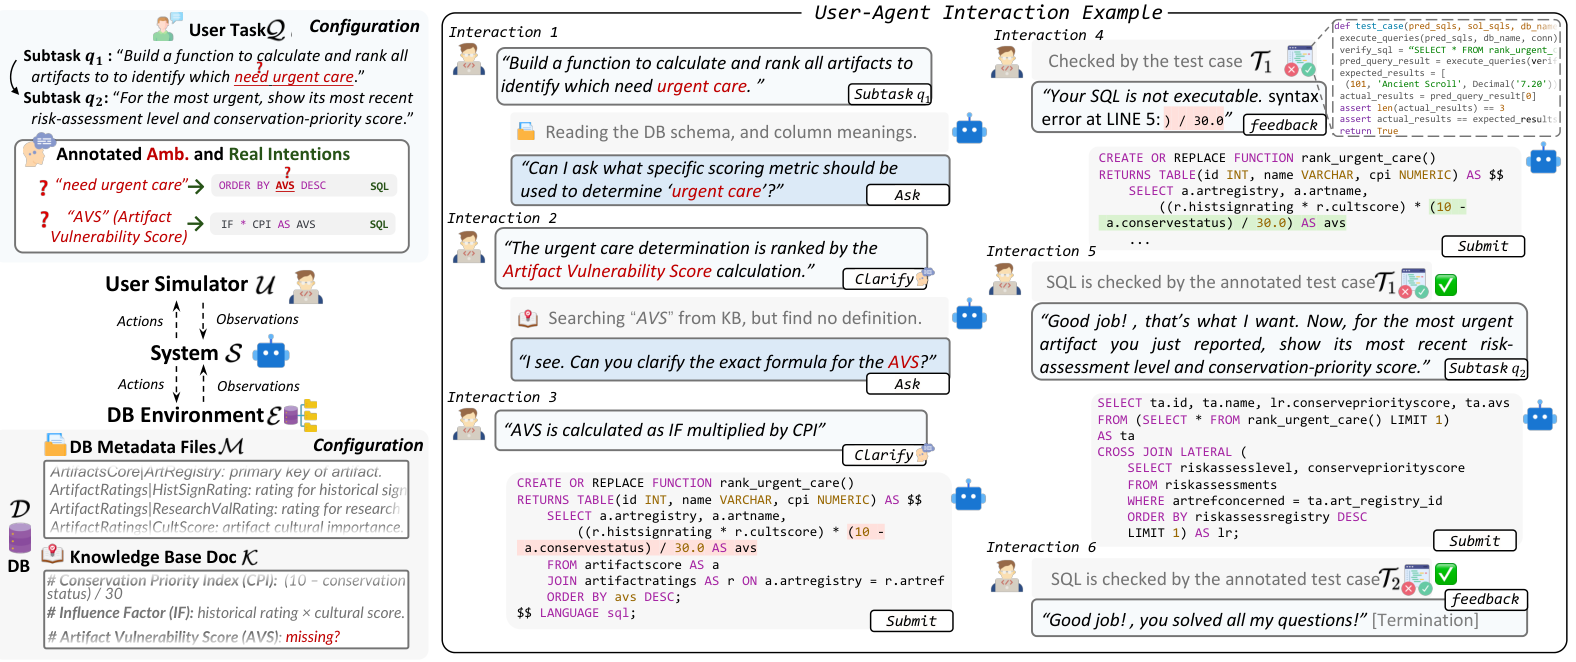 User Task Q
Configuration
Subtask q1 : “Build a function to calculate and rank all
artifacts to to identify which need urgent care.”
?
Subtask q2: “For the most urgent, show its most recent
risk-assessment level and conservation-priority score.”
Annotated Amb. and Real Intentions
? “need urgent care” → ORDER BY AVS DESC SQL
?
? “AVS” (Artifact
Vulnerability Score) → IF * CPI AS AVS SQL
User Simulator U
Actions Observations
System S
Actions Observations
DB Environment E
DB Metadata Files M
Configuration
ArtifactsCore|ArtRegistry: primary key of artifact.
ArtifactRatings|HistSignRating: rating for historical sign
ArtifactRatings|ResearchValRating: rating for research
ArtifactRatings|CultScore: artifact cultural importance.
D
DB
Knowledge Base Doc K
# Conservation Priority Index (CPI): (10 – conservation
status) / 30
# Influence Factor (IF): historical rating × cultural score.
# Artifact Vulnerability Score (AVS): missing?
User-Agent Interaction Example
Interaction 1
“Build a function to calculate and rank all artifacts to
identify which need urgent care. ”
Subtask q1
Reading the DB schema, and column meanings.
“Can I ask what specific scoring metric should be
used to determine ‘urgent care’?”
Ask
Interaction 2
“The urgent care determination is ranked by the
Artifact Vulnerability Score calculation.”
Clarify
Searching “AVS” from KB, but find no definition.
“I see. Can you clarify the exact formula for the AVS?”
Ask
Interaction 3
“AVS is calculated as IF multiplied by CPI”
Clarify
CREATE OR REPLACE FUNCTION rank_urgent_care()
RETURNS TABLE(id INT, name VARCHAR, cpi NUMERIC) AS $$
SELECT a.artregistry, a.artname,
((r.histsignrating * r.cultscore) * (10 -
a.conservestatus) / 30.0 AS avs
FROM artifactscore AS a
JOIN artifactratings AS r ON a.artregistry = r.artref
ORDER BY avs DESC;
$$ LANGUAGE sql;
Submit
Interaction 4
Checked by the test case T1
“Your SQL is not executable. syntax
error at LINE 5: ) / 30.0”
feedback
def test_case(pred_sqls, sol_sqls, db_nam
execute_queries(pred_sqls, db_name, conn)
verify_sql = “SELECT * FROM rank_urgent_
pred_query_result = execute_queries(veri
expected_results = [
(101, 'Ancient Scroll', Decimal('7.20')
actual_results = pred_query_result[0]
assert len(actual_results) == 3
assert actual_results == expected_results
return True
CREATE OR REPLACE FUNCTION rank_urgent_care()
RETURNS TABLE(id INT, name VARCHAR, cpi NUMERIC) AS $$
SELECT a.artregistry, a.artname,
((r.histsignrating * r.cultscore) * (10 -
a.conservestatus) / 30.0) AS avs
...
Submit
Interaction 5
SQL is checked by the annotated test case T1
“Good job! , that’s what I want. Now, for the most urgent
artifact you just reported, show its most recent risk-
assessment level and conservation-priority score.”
Subtask q2
SELECT ta.id, ta.name, lr.conservepriorityscore, ta.avs
FROM (SELECT * FROM rank_urgent_care() LIMIT 1)
AS ta
CROSS JOIN LATERAL (
SELECT riskassesslevel, conservepriorityscore
FROM riskassessments
WHERE artrefconcerned = ta.art_registry_id
ORDER BY riskassessregistry DESC
LIMIT 1) AS lr;
Submit
Interaction 6
SQL is checked by the annotated test case T2
feedback
“Good job! , you solved all my questions!” [Termination]